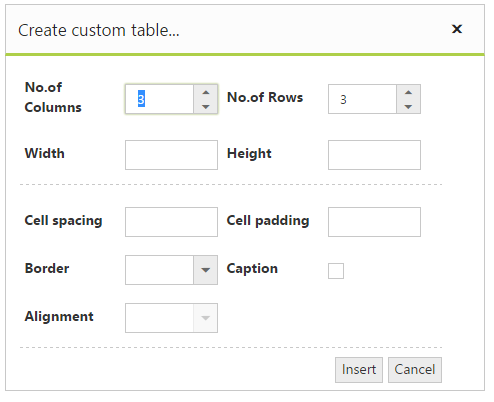 Create custom table...
No.of
Columns
3
No.of Rows
3
Width
Height
Cell spacing
Cell padding
Border
Caption
Alignment
Insert
Cancel